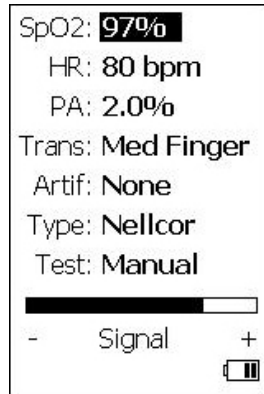 SpO2: 97%
HR: 80 bpm
PA: 2.0%
Trans: Med Finger
Artif: None
Type: Nellcor
Test: Manual
- Signal +